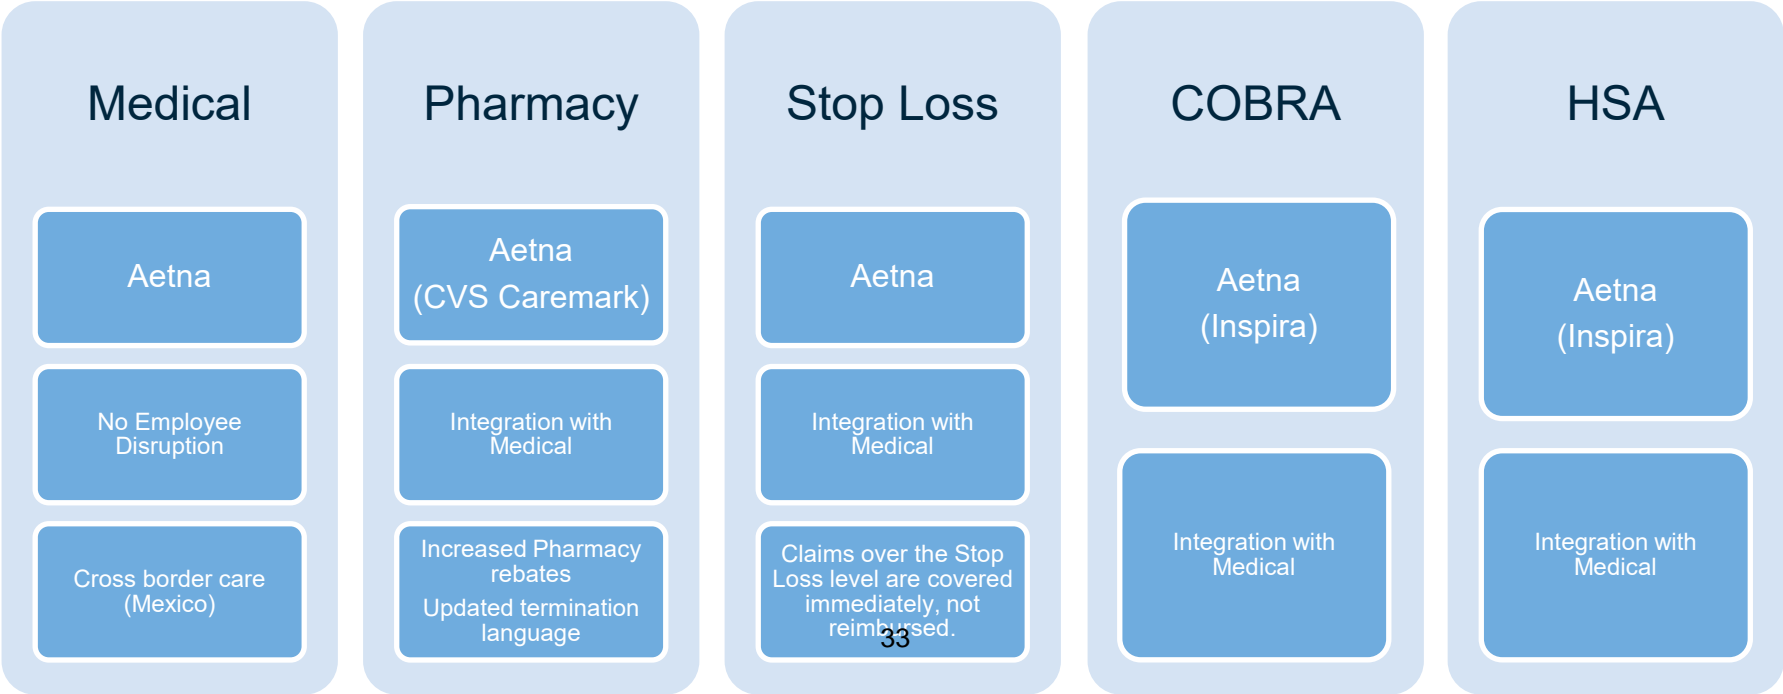 Medical
Aetna
No Employee
Disruption
Cross border care
(Mexico)
Pharmacy
Aetna
(CVS Caremark)
Integration with
Medical
Increased Pharmacy
rebates
Updated termination
language
Stop Loss
Aetna
Integration with
Medical
Claims over the Stop
Loss level are covered
immediately, not
reimbursed.
33
COBRA
Aetna
(Inspira)
Integration with
Medical
HSA
Aetna
(Inspira)
Integration with
Medical